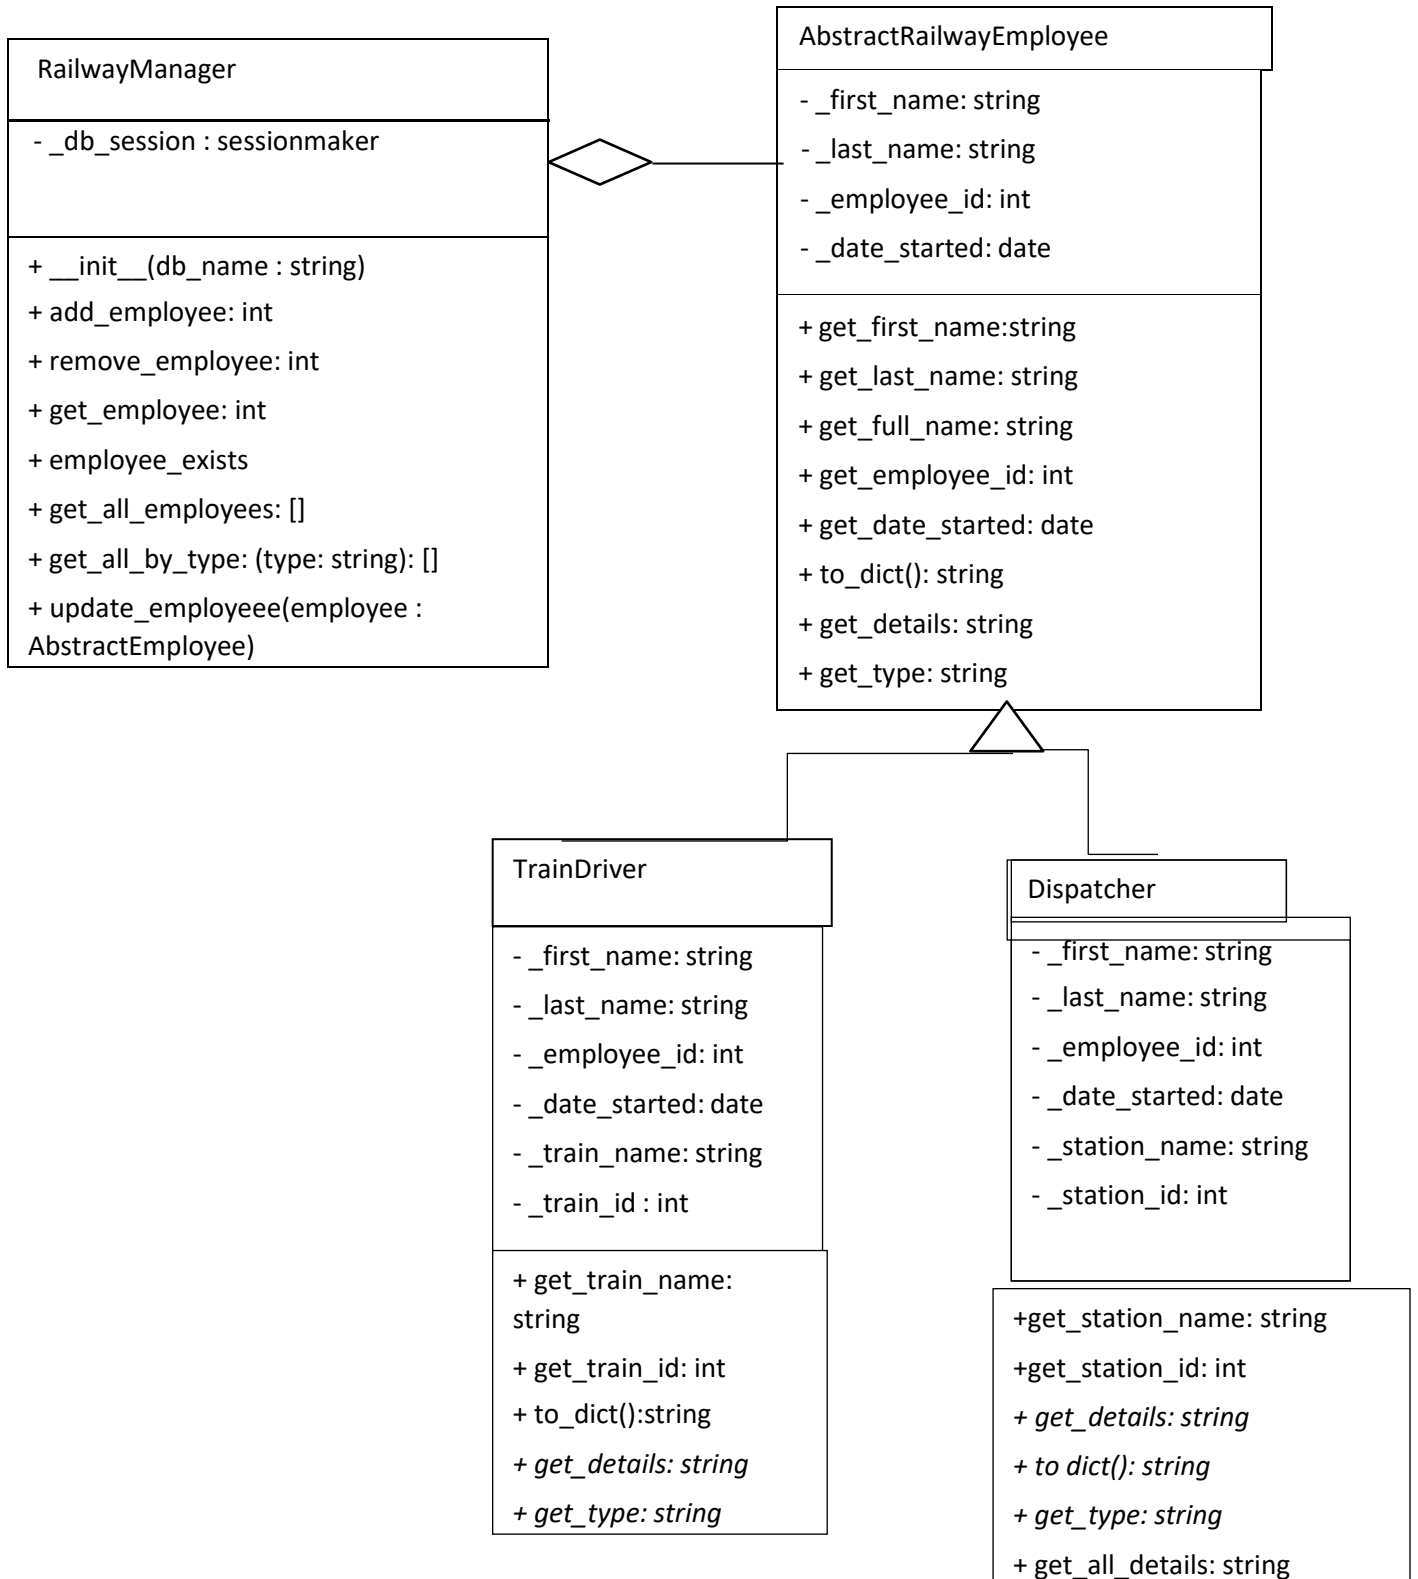 RailwayManager
- _db_session : sessionmaker
+ __init__(db_name : string)
+ add_employee: int
+ remove_employee: int
+ get_employee: int
+ employee_exists
+ get_all_employees: []
+ get_all_by_type: (type: string): []
+ update_employeee(employee :
AbstractEmployee)
AbstractRailwayEmployee
- _first_name: string
- _last_name: string
- _employee_id: int
- _date_started: date
+ get_first_name:string
+ get_last_name: string
+ get_full_name: string
+ get_employee_id: int
+ get_date_started: date
+ to_dict(): string
+ get_details: string
+ get_type: string
TrainDriver
- _first_name: string
- _last_name: string
- _employee_id: int
- _date_started: date
- _train_name: string
- _train_id : int
+ get_train_name:
string
+ get_train_id: int
+ to_dict():string
+ get_details: string
+ get_type: string
Dispatcher
- _first_name: string
- _last_name: string
- _employee_id: int
- _date_started: date
- _station_name: string
- _station_id: int
+get_station_name: string
+get_station_id: int
+ get_details: string
+ to dict(): string
+ get_type: string
+ get_all_details: string